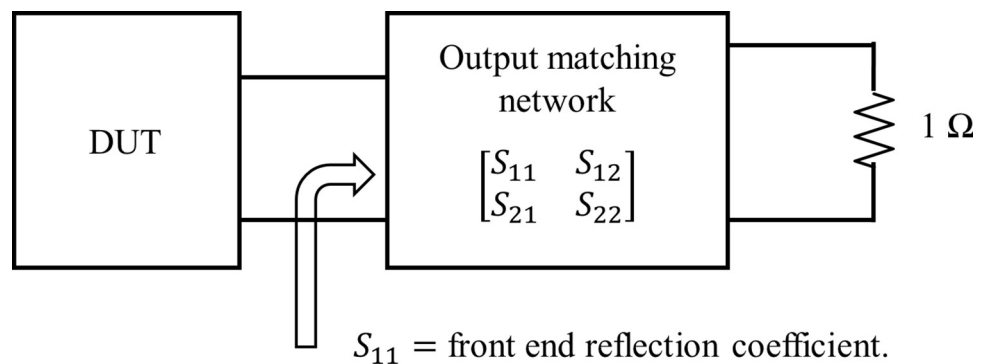 DUT
Output matching
network
[S₁₁ S₁₂]
[S₂₁ S₂₂]
1 Ω
S₁₁ = front end reflection coefficient.